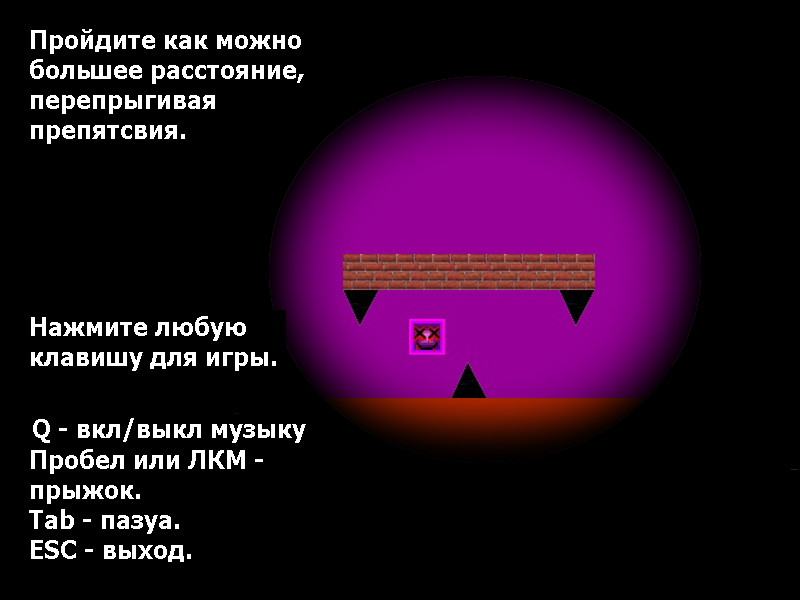 Пройдите как можно
большее расстояние,
перепрыгивая
препятсвия.
Нажмите любую
клавишу для игры.
Q - вкл/выкл музыку
Пробел или ЛКМ -
прыжок.
Tab - пазуа.
ESC - выход.